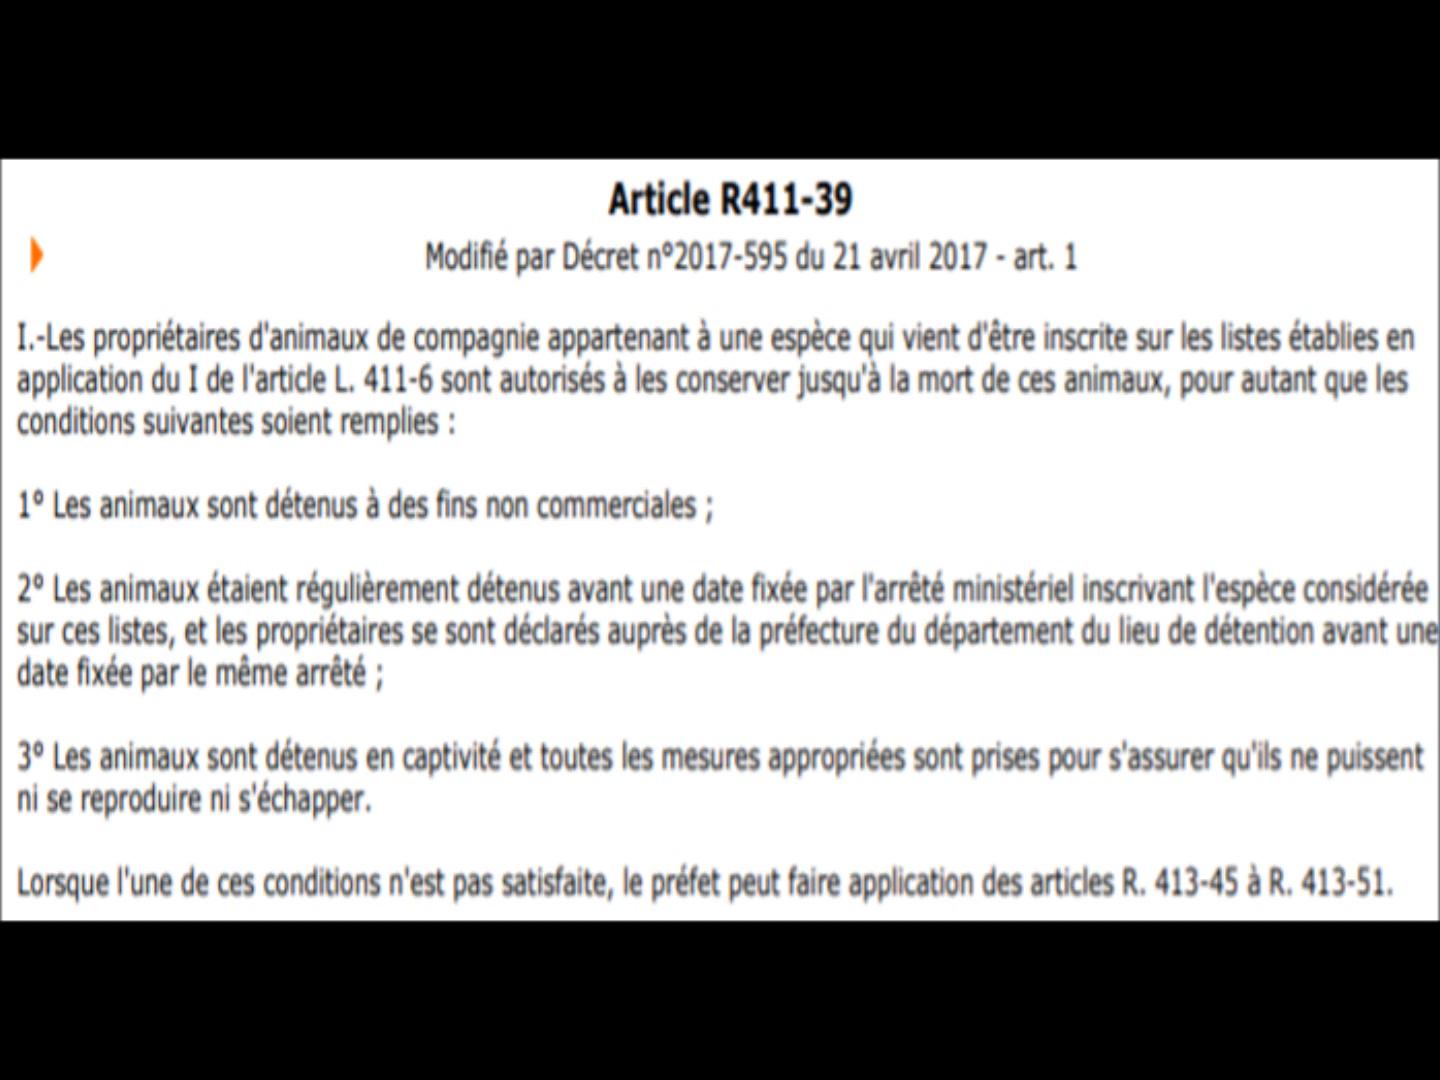 Article R411-39
Modifié par Décret n°2017-595 du 21 avril 2017 - art. 1
I.-Les propriétaires d'animaux de compagnie appartenant à une espèce qui vient d'être inscrite sur les listes établies en
application du I de l'article L. 411-6 sont autorisés à les conserver jusqu'à la mort de ces animaux, pour autant que les
conditions suivantes soient remplies :
1° Les animaux sont détenus à des fins non commerciales ;
2° Les animaux étaient régulièrement détenus avant une date fixée par l'arrêté ministériel inscrivant l'espèce considérée
sur ces listes, et les propriétaires se sont déclarés auprès de la préfecture du département du lieu de détention avant une
date fixée par le même arrêté ;
3° Les animaux sont détenus en captivité et toutes les mesures appropriées sont prises pour s'assurer qu'ils ne puissent
ni se reproduire ni s'échapper.
Lorsque l'une de ces conditions n'est pas satisfaite, le préfet peut faire application des articles R. 413-45 à R. 413-51.